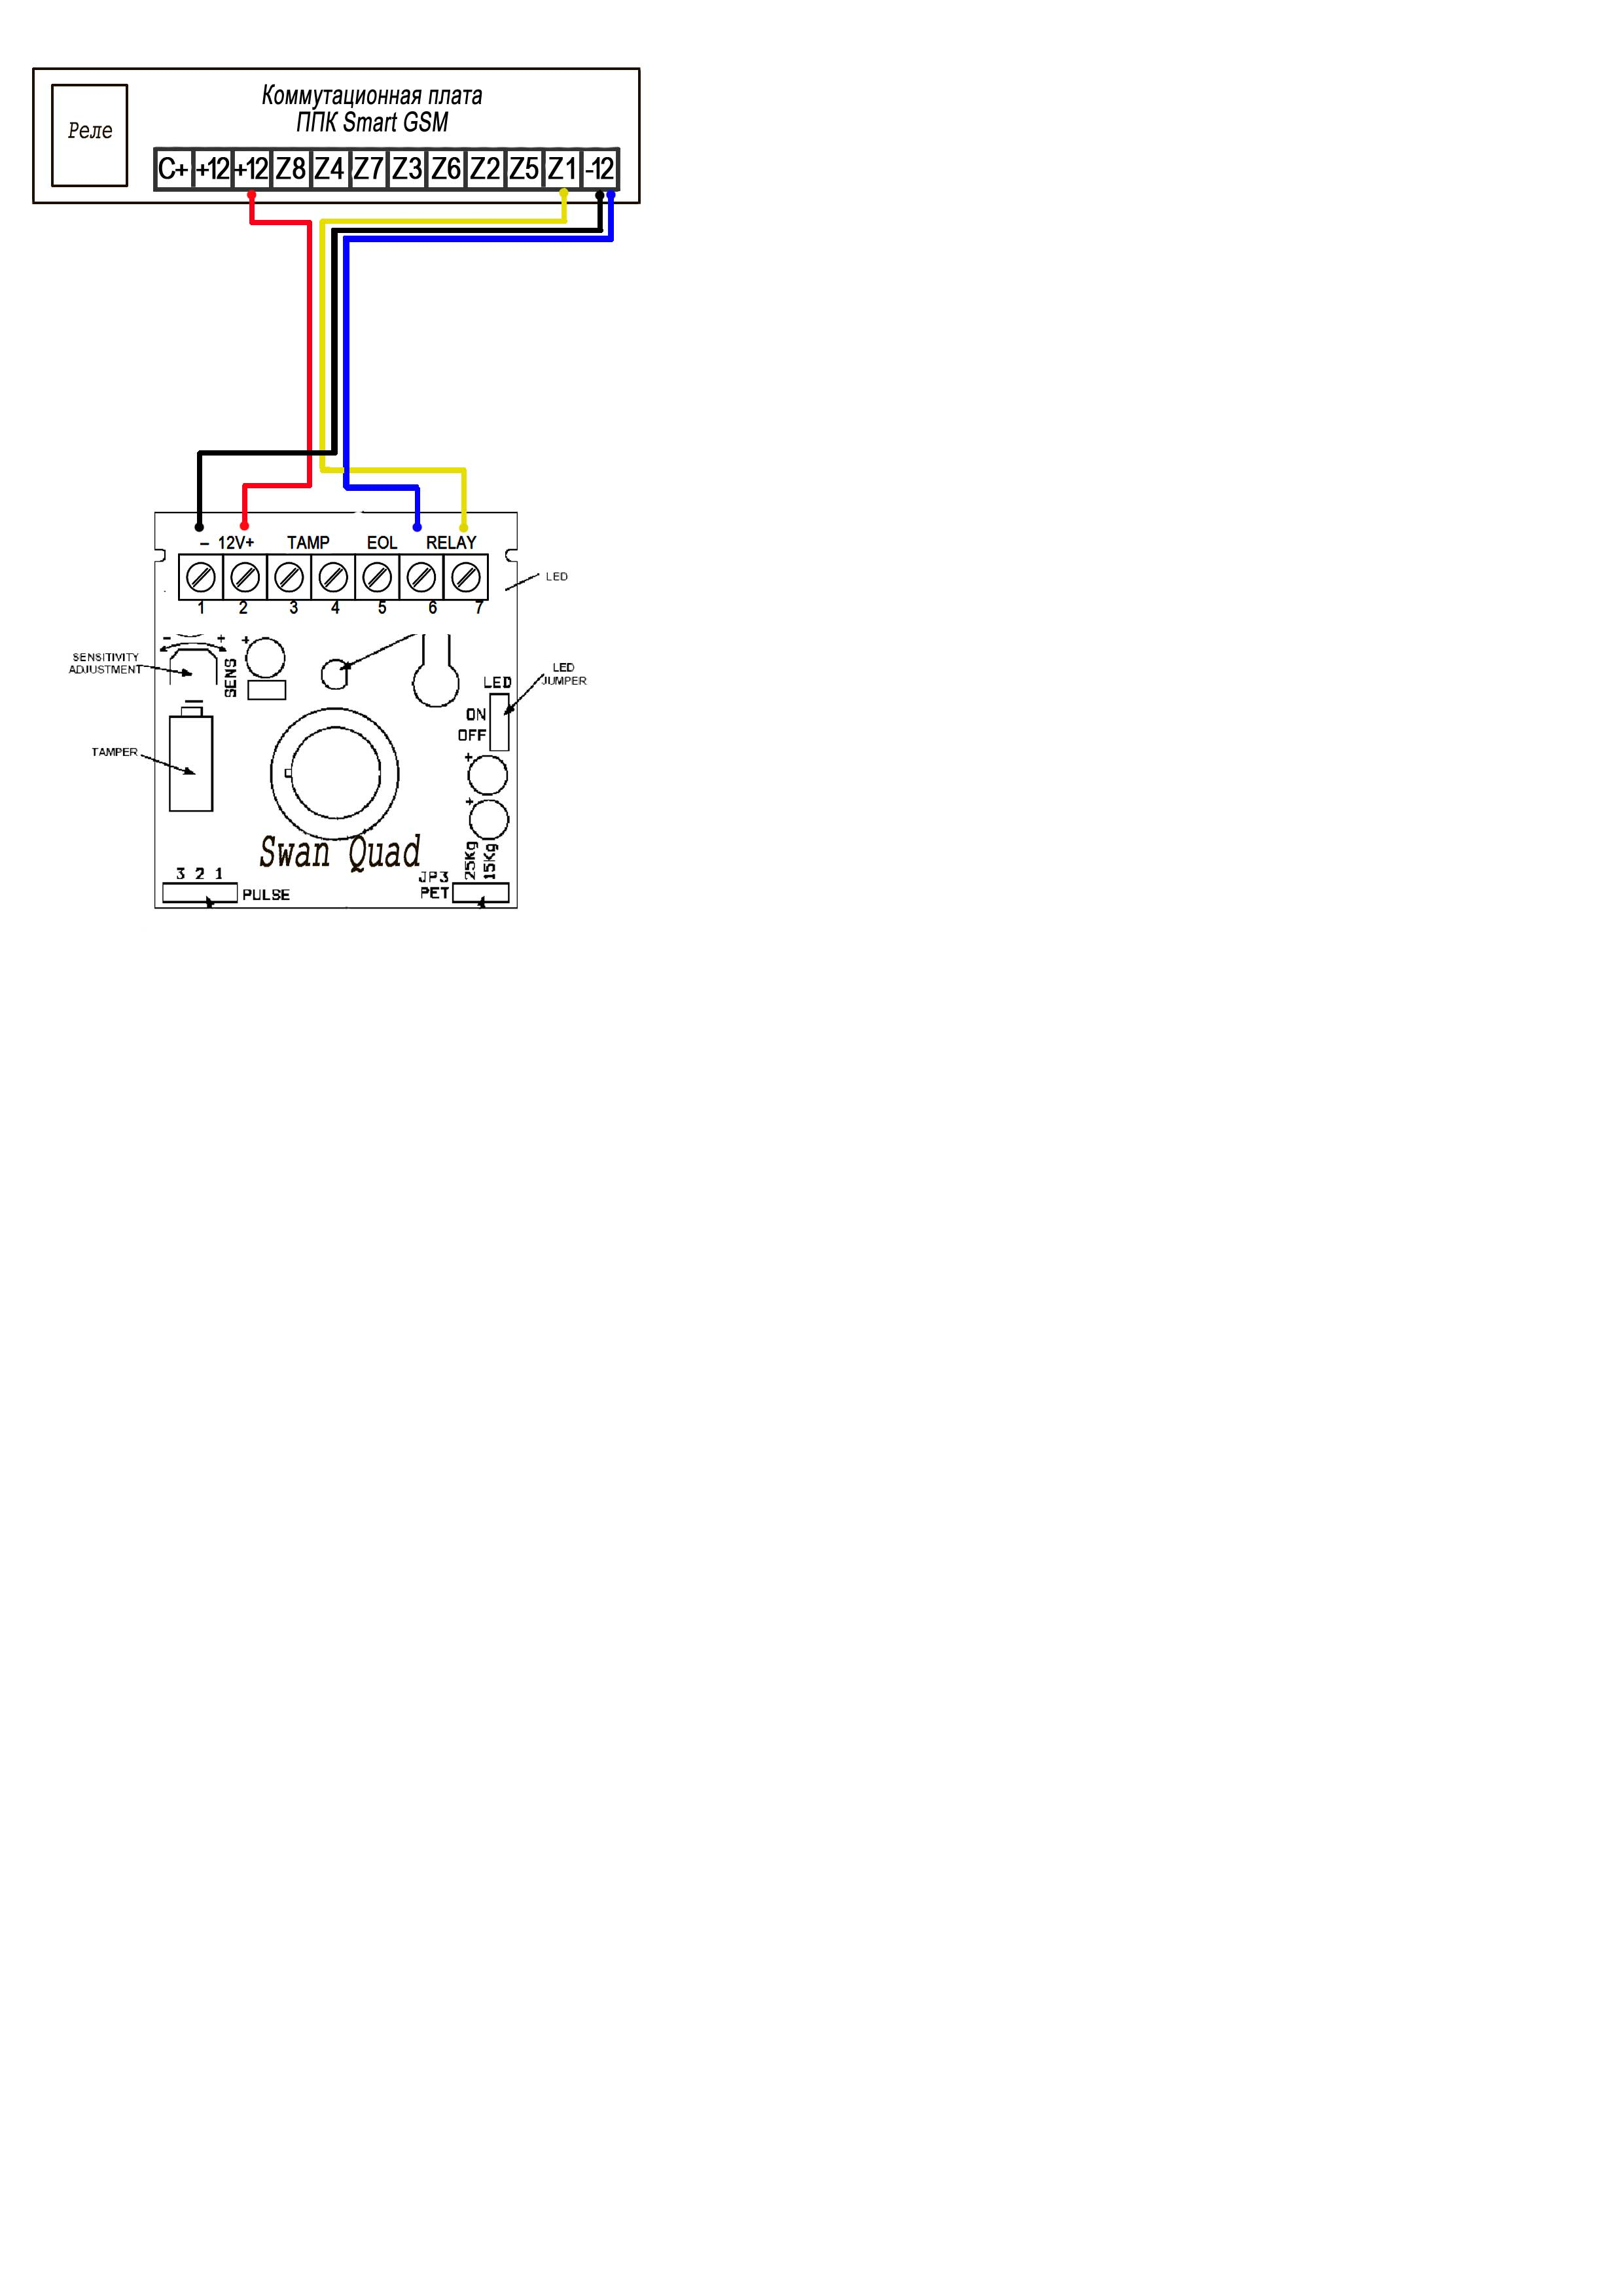 Коммутационная плата
ППК Smart GSM
Реле
C+ +12 +12 Z8 Z4 Z7 Z3 Z6 Z2 Z5 Z1 -12
– 12V+ TAMP EOL RELAY
1 2 3 4 5 6 7
LED
- + +
SENSITIVITY
ADJUSTMENT
SENS
LED
JUMPER
LED
ON
OFF
TAMPER
+
+
Swan Quad
25Kg
15Kg
3 2 1
PULSE
JP3
PET